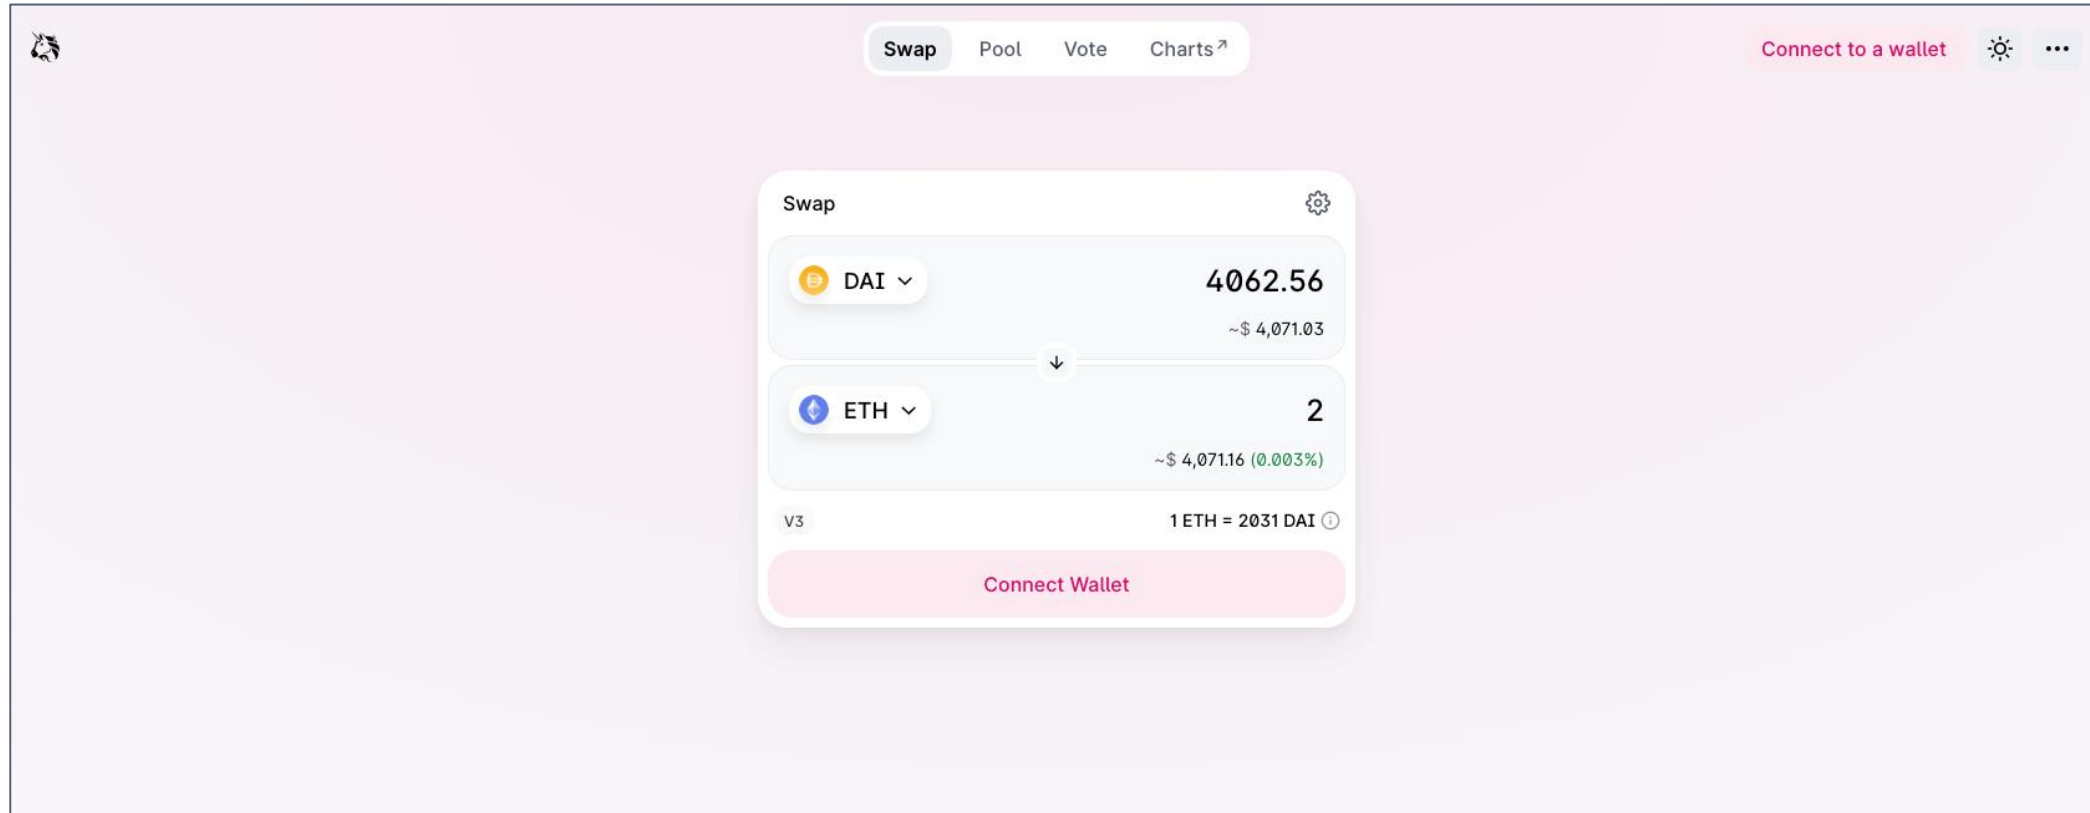 Swap Pool Vote Charts↗ Connect to a wallet
Swap
DAI 4062.56
~$ 4,071.03
ETH 2
~$ 4,071.16 (0.003%)
V3 1 ETH = 2031 DAI
Connect Wallet